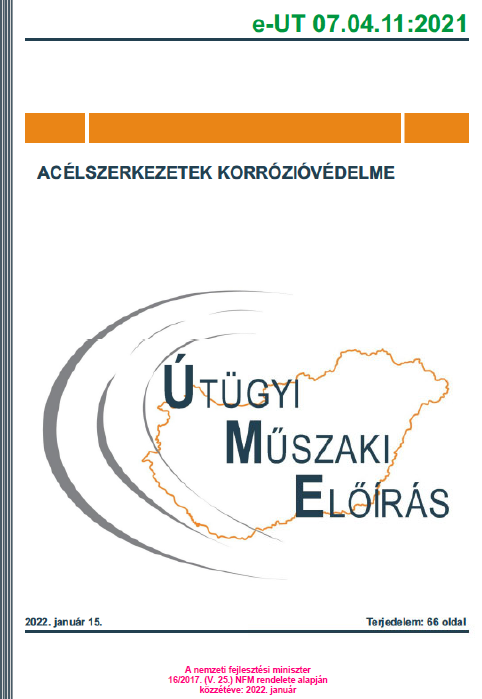 e-UT 07.04.11:2021
ACÉLSZERKEZETEK KORRÓZIÓVÉDELME
ÚTÜGYI
MŰSZAKI
ELŐÍRÁS
2022. január 15.
Terjedelem: 66 oldal
A nemzeti fejlesztési miniszter
16/2017. (V. 25.) NFM rendelete alapján
közzétéve: 2022. január